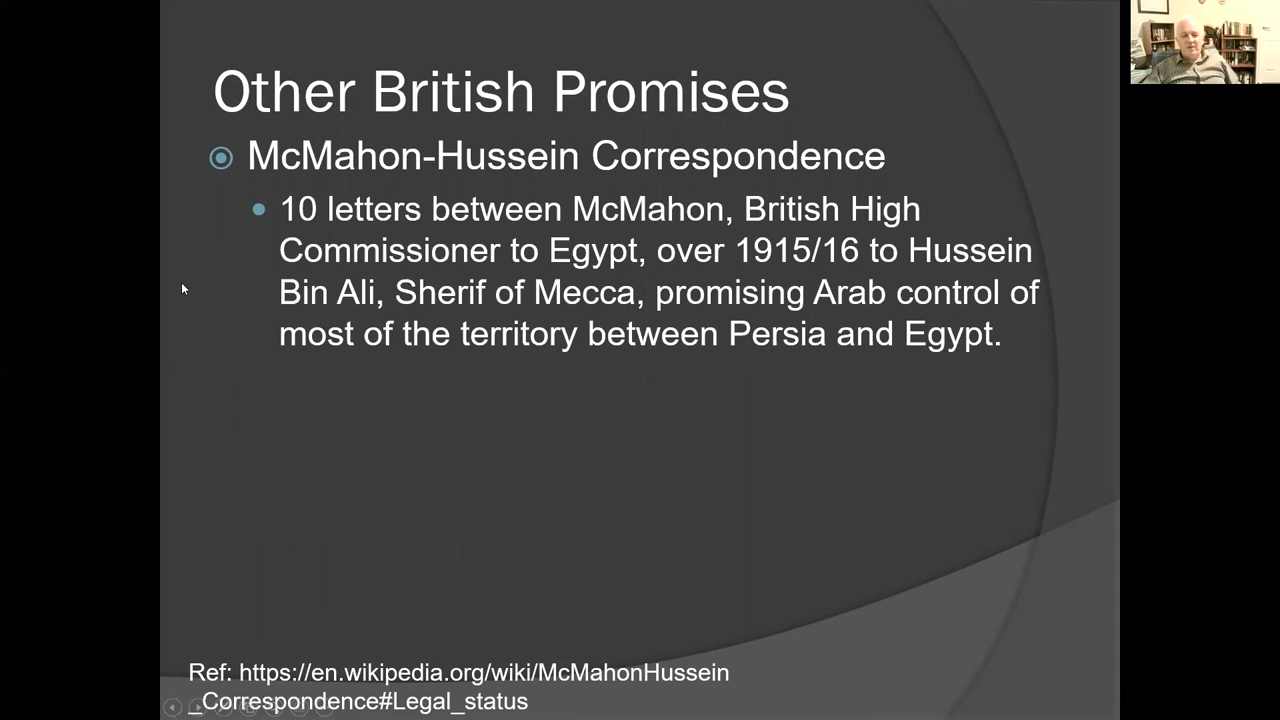 Other British Promises
McMahon-Hussein Correspondence
10 letters between McMahon, British High
Commissioner to Egypt, over 1915/16 to Hussein
Bin Ali, Sherif of Mecca, promising Arab control of
most of the territory between Persia and Egypt.
Ref: https://en.wikipedia.org/wiki/McMahonHussein
_Correspondence#Legal_status